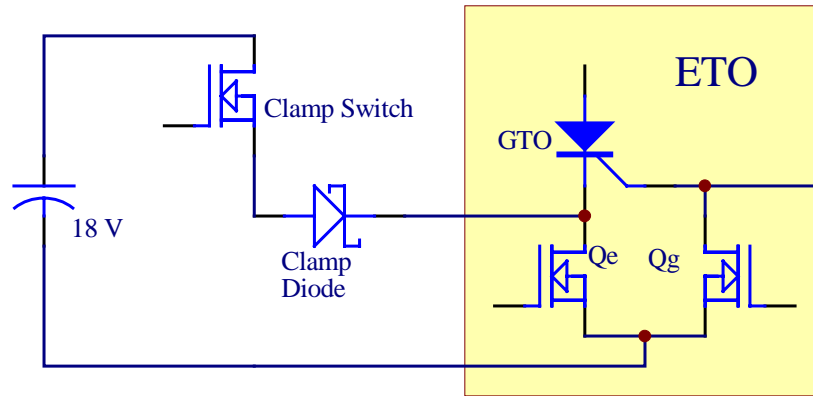 ETO
Clamp Switch
GTO
18 V
Clamp
Diode
Qe
Qg